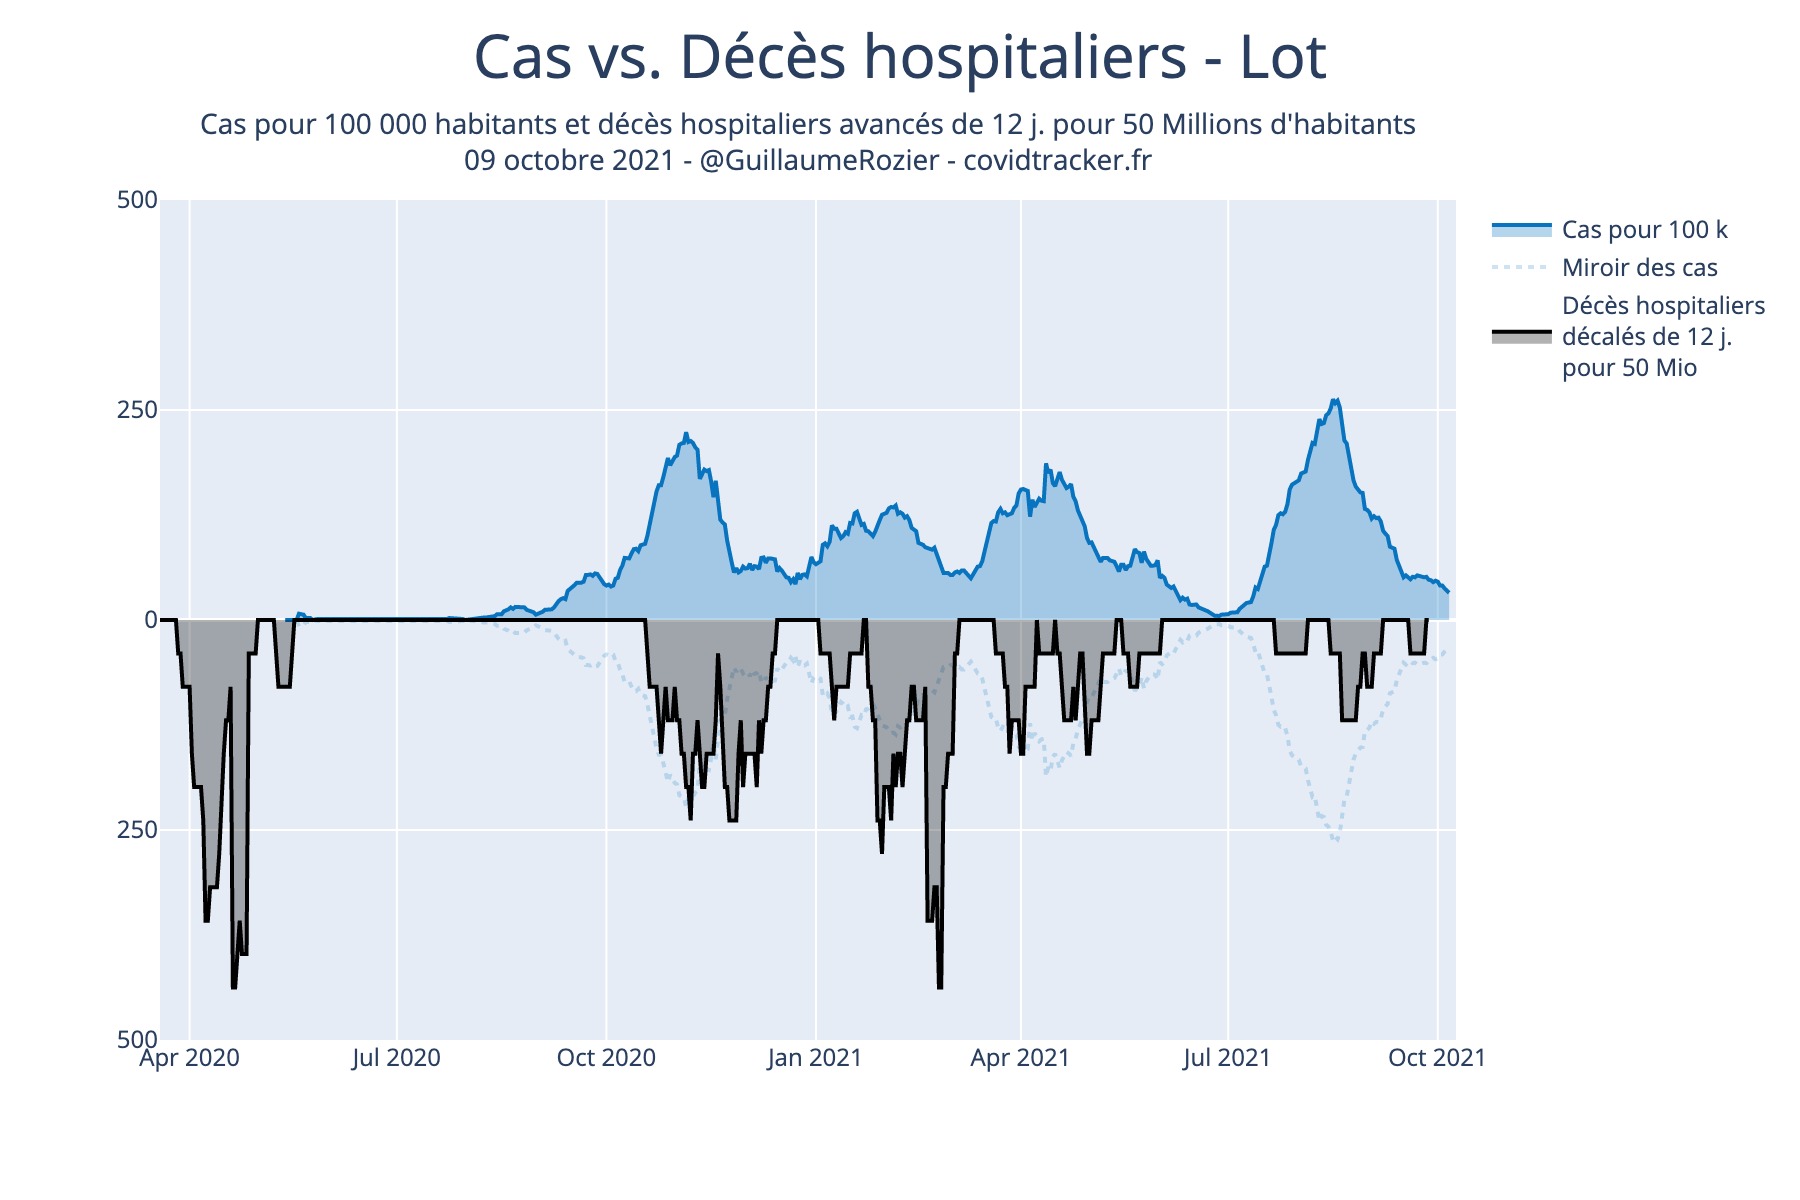 Cas vs. Décès hospitaliers - Lot
Cas pour 100 000 habitants et décès hospitaliers avancés de 12 j. pour 50 Millions d'habitants
09 octobre 2021 - @GuillaumeRozier - covidtracker.fr
500
250
0
250
500
Apr 2020
Jul 2020
Oct 2020
Jan 2021
Apr 2021
Jul 2021
Oct 2021
Cas pour 100 k
Miroir des cas
Décès hospitaliers
décalés de 12 j.
pour 50 Mio